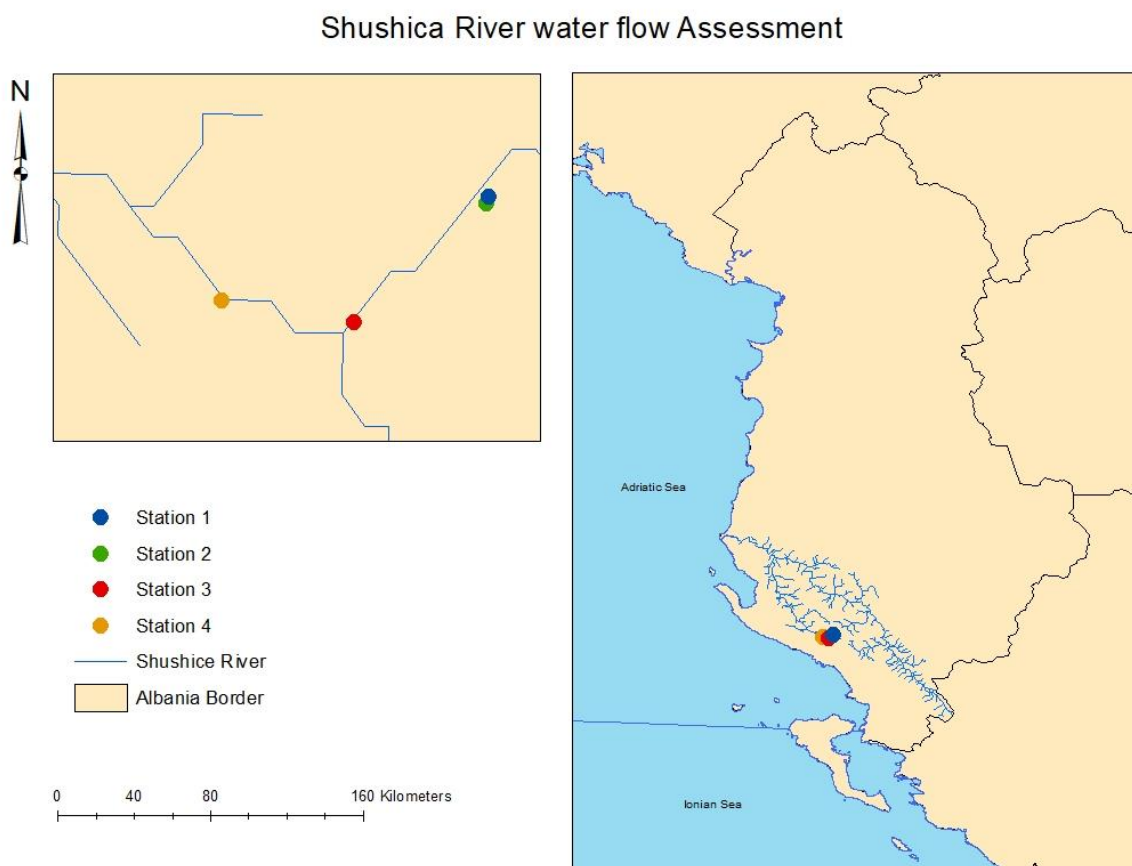 Shushica River water flow Assessment
N
Station 1
Station 2
Station 3
Station 4
Shushice River
Albania Border
0 40 80 160 Kilometers
Adriatic Sea
Ionian Sea